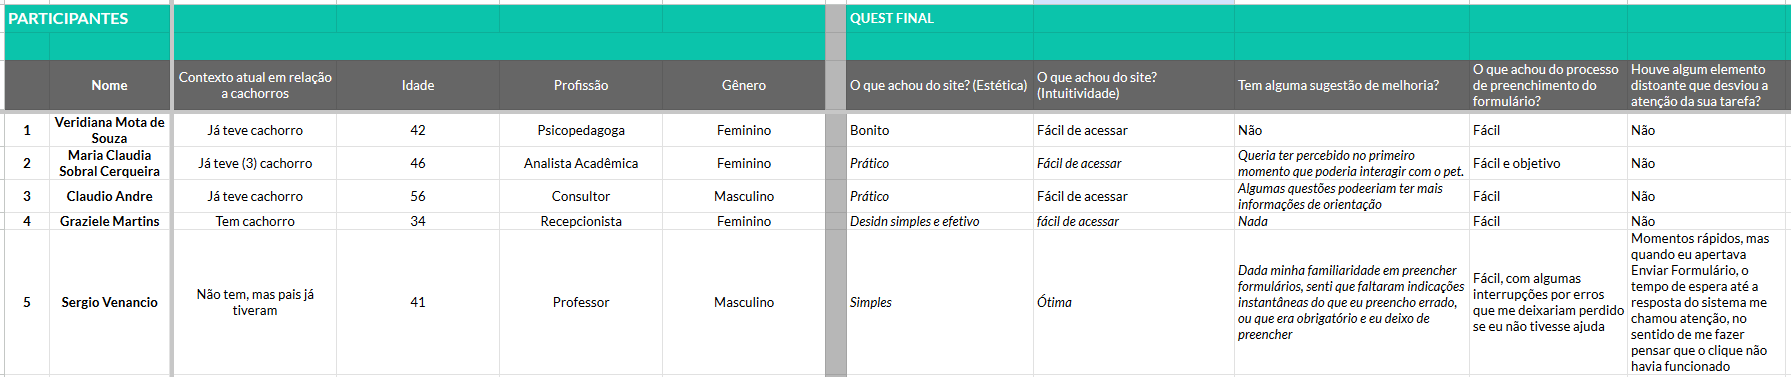 PARTICIPANTES
QUEST FINAL
Nome
Contexto atual em relação
a cachorros
Idade
Profissão
Gênero
O que achou do site? (Estética)
O que achou do site?
(Intuitividade)
Tem alguma sugestão de melhoria?
O que achou do processo
de preenchimento do
formulário?
Houve algum elemento
distoante que desviou a
atenção da sua tarefa?
1
Veridiana Mota de
Souza
Já teve cachorro
42
Psicopedagoga
Feminino
Bonito
Fácil de acessar
Não
Fácil
Não
2
Maria Claudia
Sobral Cerqueira
Já teve (3) cachorro
46
Analista Acadêmica
Feminino
Prático
Fácil de acessar
Queria ter percebido no primeiro
momento que poderia interagir com o pet.
Fácil e objetivo
Não
3
Claudio Andre
Já teve cachorro
56
Consultor
Masculino
Prático
Fácil de acessar
Algumas questões podeeriam ter mais
informações de orientação
Fácil
Não
4
Graziele Martins
Tem cachorro
34
Recepcionista
Feminino
Desidn simples e efetivo
fácil de acessar
Nada
Fácil
Não
5
Sergio Venancio
Não tem, mas pais já
tiveram
41
Professor
Masculino
Simples
Ótima
Dada minha familiaridade em preencher
formulários, senti que faltaram indicações
instantâneas do que eu preencho errado,
ou que era obrigatório e eu deixo de
preencher
Fácil, com algumas
interrupções por erros
que me deixariam perdido
se eu não tivesse ajuda
Momentos rápidos, mas
quando eu apertava
Enviar Formulário, o
tempo de espera até a
resposta do sistema me
chamou atenção, no
sentido de me fazer
pensar que o clique não
havia funcionado